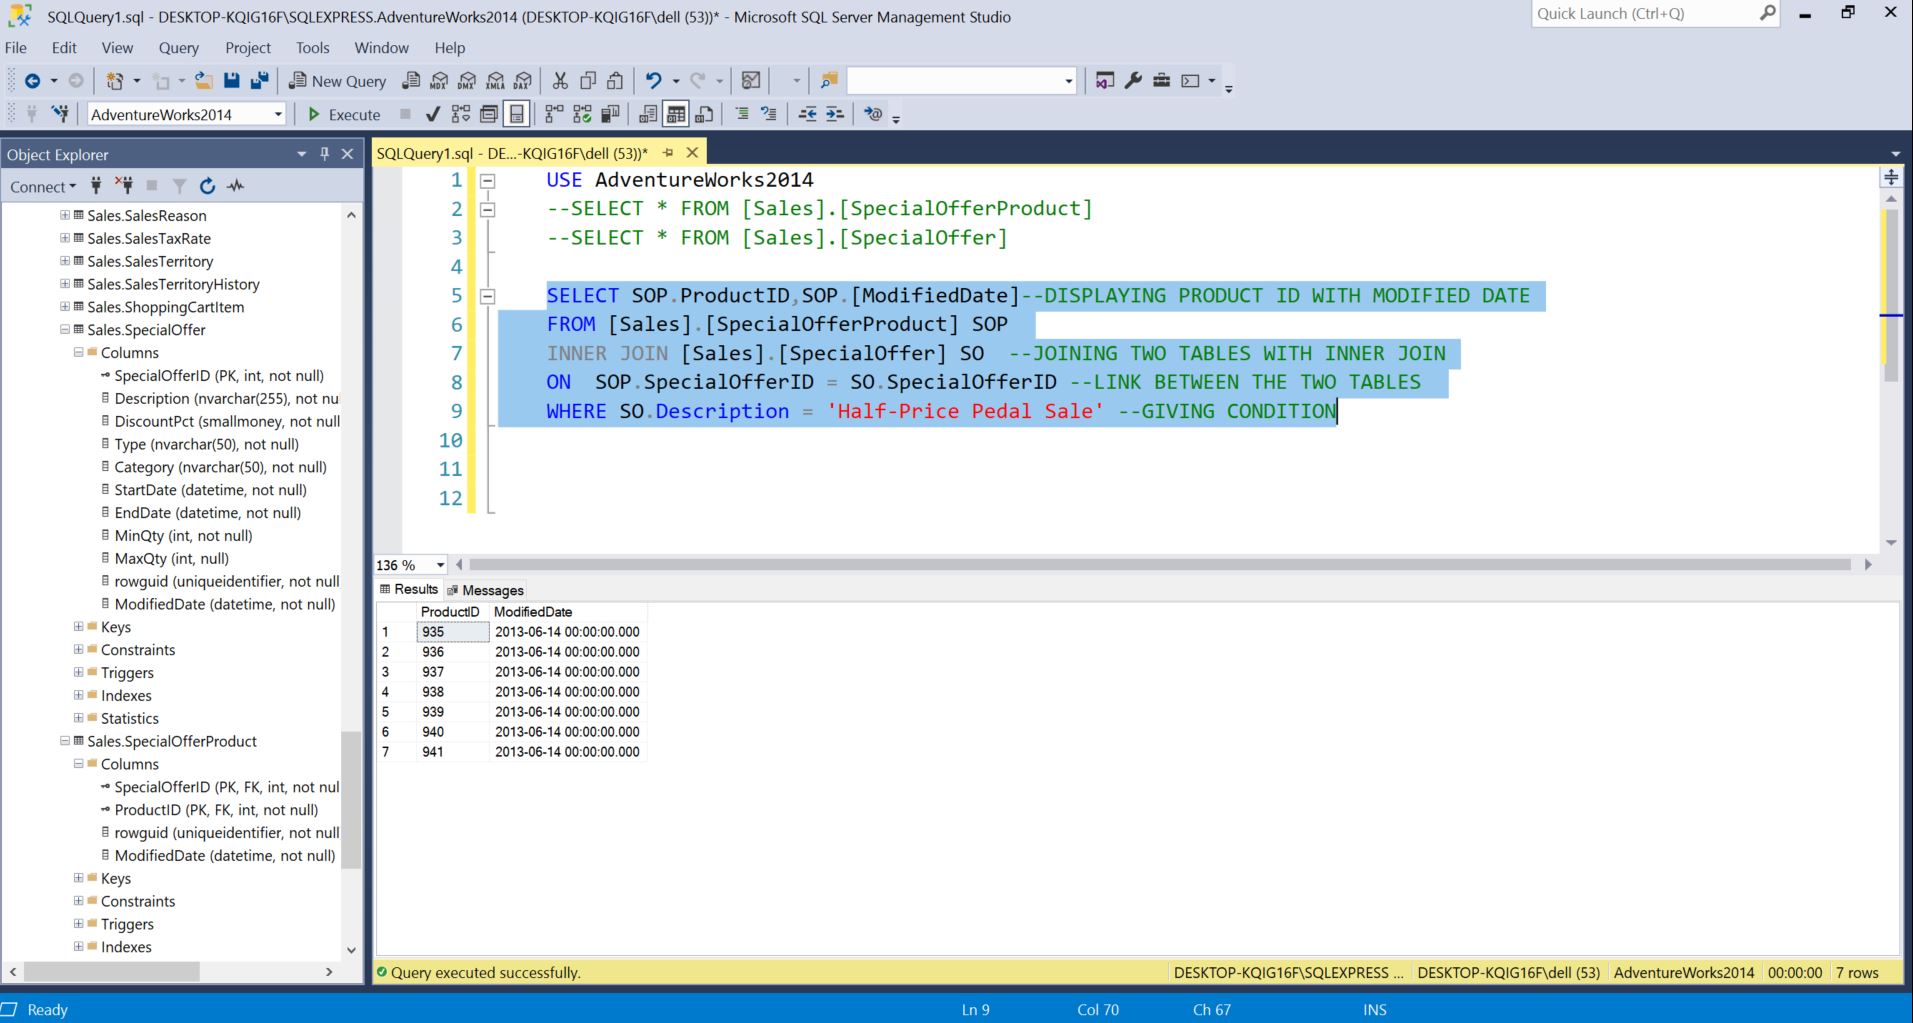 SQLQuery1.sql - DESKTOP-KQIG16F\SQLEXPRESS.AdventureWorks2014 (DESKTOP-KQIG16F\dell (53))* - Microsoft SQL Server Management Studio
Quick Launch (Ctrl+Q)
File Edit View Query Project Tools Window Help
New Query MDX DMX XMLA DAX
AdventureWorks2014 Execute
Object Explorer
Connect
Sales.SalesReason
Sales.SalesTaxRate
Sales.SalesTerritory
Sales.SalesTerritoryHistory
Sales.ShoppingCartItem
Sales.SpecialOffer
Columns
SpecialOfferID (PK, int, not null)
Description (nvarchar(255), not nu
DiscountPct (smallmoney, not null
Type (nvarchar(50), not null)
Category (nvarchar(50), not null)
StartDate (datetime, not null)
EndDate (datetime, not null)
MinQty (int, not null)
MaxQty (int, null)
rowguid (uniqueidentifier, not null
ModifiedDate (datetime, not null)
Keys
Constraints
Triggers
Indexes
Statistics
Sales.SpecialOfferProduct
Columns
SpecialOfferID (PK, FK, int, not nul
ProductID (PK, FK, int, not null)
rowguid (uniqueidentifier, not null
ModifiedDate (datetime, not null)
Keys
Constraints
Triggers
Indexes
SQLQuery1.sql - DE...-KQIG16F\dell (53))*
1 USE AdventureWorks2014
2 --SELECT * FROM [Sales].[SpecialOfferProduct]
3 --SELECT * FROM [Sales].[SpecialOffer]
4
5 SELECT SOP.ProductID,SOP.[ModifiedDate]--DISPLAYING PRODUCT ID WITH MODIFIED DATE
6 FROM [Sales].[SpecialOfferProduct] SOP
7 INNER JOIN [Sales].[SpecialOffer] SO --JOINING TWO TABLES WITH INNER JOIN
8 ON SOP.SpecialOfferID = SO.SpecialOfferID --LINK BETWEEN THE TWO TABLES
9 WHERE SO.Description = 'Half-Price Pedal Sale' --GIVING CONDITION
10
11
12
136 %
Results Messages
ProductID ModifiedDate
1 935 2013-06-14 00:00:00.000
2 936 2013-06-14 00:00:00.000
3 937 2013-06-14 00:00:00.000
4 938 2013-06-14 00:00:00.000
5 939 2013-06-14 00:00:00.000
6 940 2013-06-14 00:00:00.000
7 941 2013-06-14 00:00:00.000
Query executed successfully. DESKTOP-KQIG16F\SQLEXPRESS ... DESKTOP-KQIG16F\dell (53) AdventureWorks2014 00:00:00 7 rows
Ready Ln 9 Col 70 Ch 67 INS